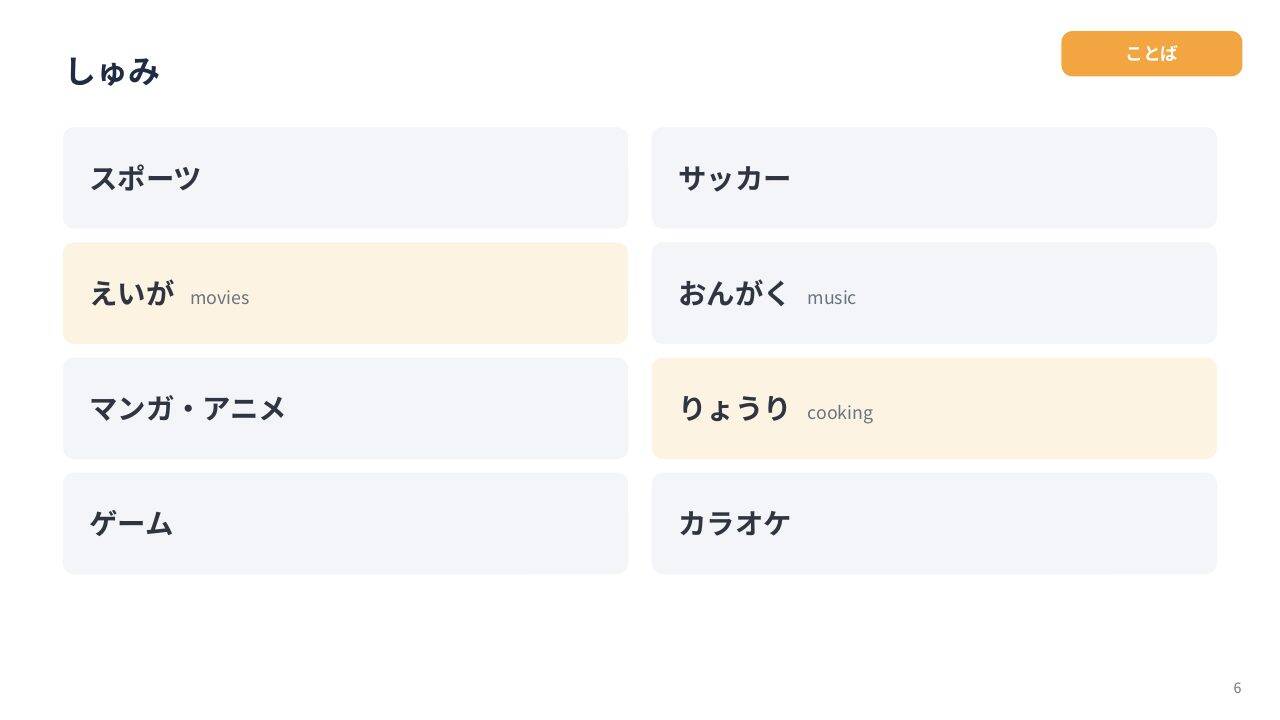 しゅみ
ことば
スポーツ
サッカー
えいが movies
おんがく music
マンガ・アニメ
りょうり cooking
ゲーム
カラオケ
6